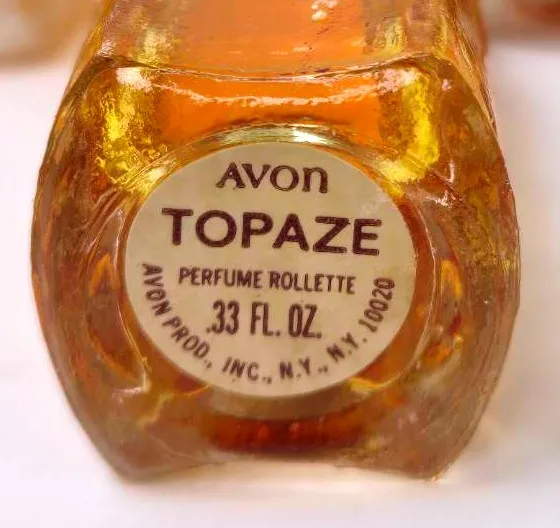 AVON
TOPAZE
PERFUME ROLLETTE
.33 FL. OZ.
AVON PROD., INC., N.Y., N.Y. 10020